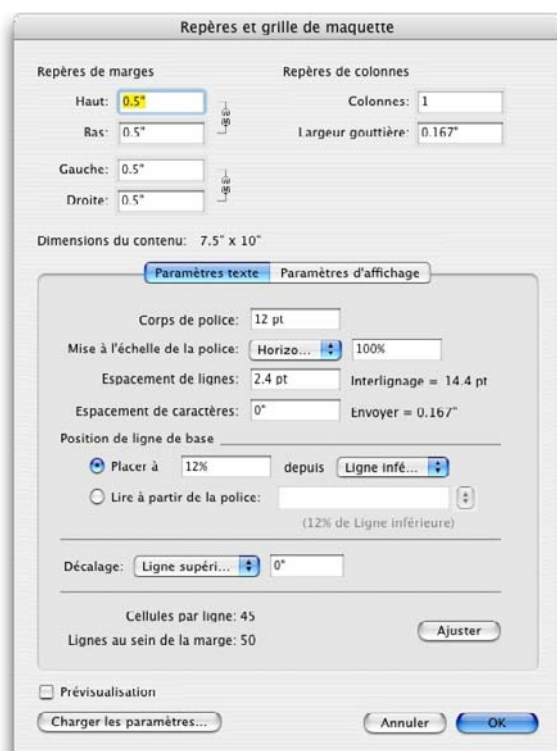 Repères et grille de maquette
Repères de marges
Repères de colonnes
Haut: 0.5"
Colonnes: 1
Bas: 0.5"
Largeur gouttière: 0.167"
Gauche: 0.5"
Droite: 0.5"
Dimensions du contenu: 7.5" x 10"
Paramètres texte
Paramètres d'affichage
Corps de police: 12 pt
Mise à l'échelle de la police: Horizo... 100%
Espacement de lignes: 2.4 pt Interlignage = 14.4 pt
Espacement de caractères: 0" Envoyer = 0.167"
Position de ligne de base
Placer à 12% depuis Ligne infé...
Lire à partir de la police:
(12% de Ligne inférieure)
Décalage: Ligne supéri... 0"
Cellules par ligne: 45
Lignes au sein de la marge: 50
Ajuster
Prévisualisation
Charger les paramètres...
Annuler
OK